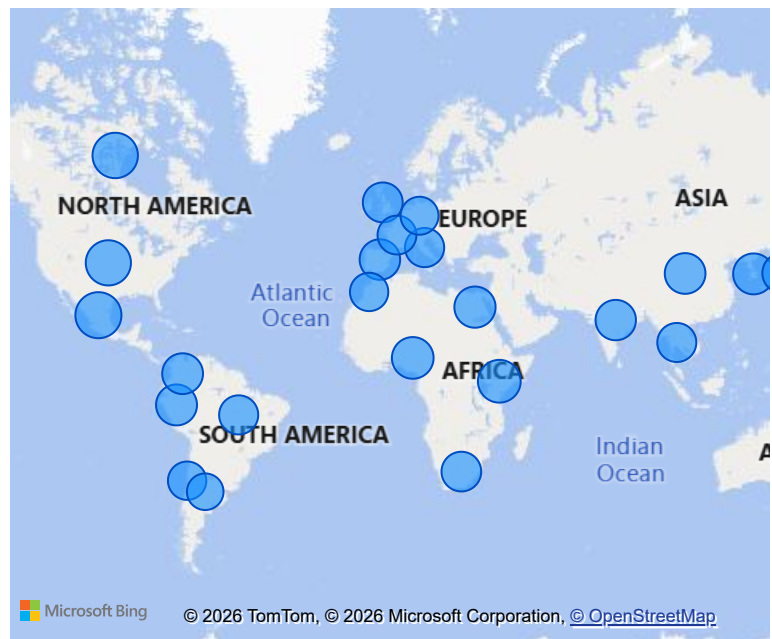 ASIA
NORTH AMERICA
EUROPE
Atlantic
Ocean
AFRICA
SOUTH AMERICA
Indian
Ocean
A
Microsoft Bing
© 2026 TomTom, © 2026 Microsoft Corporation, © OpenStreetMap